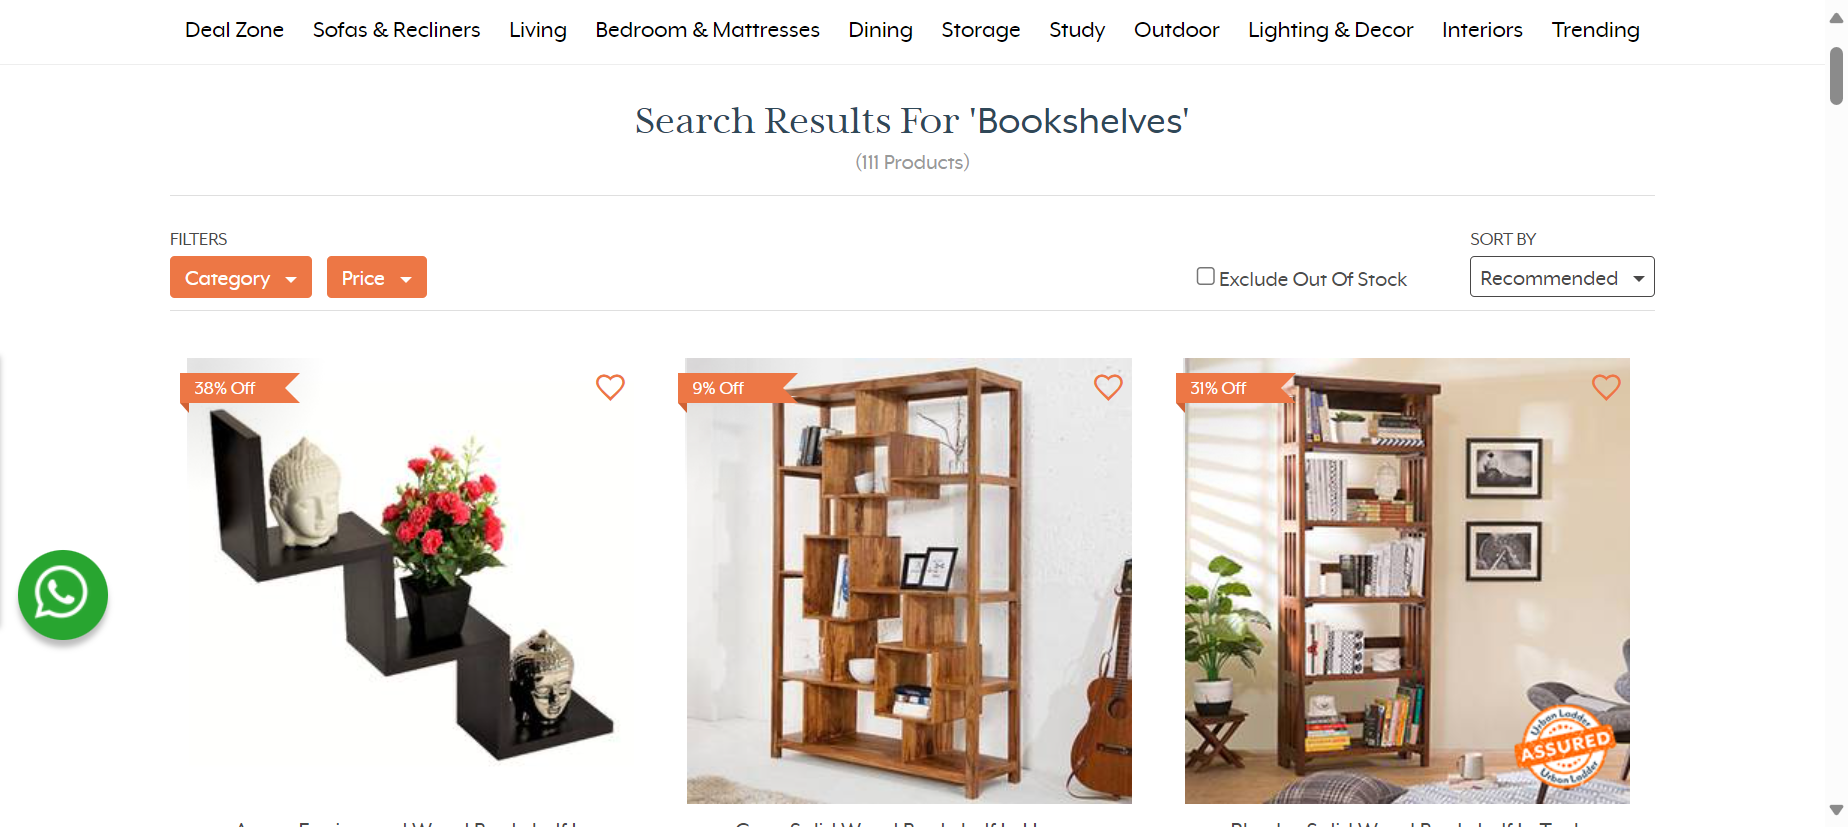 Deal Zone Sofas & Recliners Living Bedroom & Mattresses Dining Storage Study Outdoor Lighting & Decor Interiors Trending
Search Results For 'Bookshelves'
(111 Products)
FILTERS
SORT BY
Category
Price
Exclude Out Of Stock
Recommended
38% Off
9% Off
31% Off
Urban Ladder
ASSURED
Urban Ladder